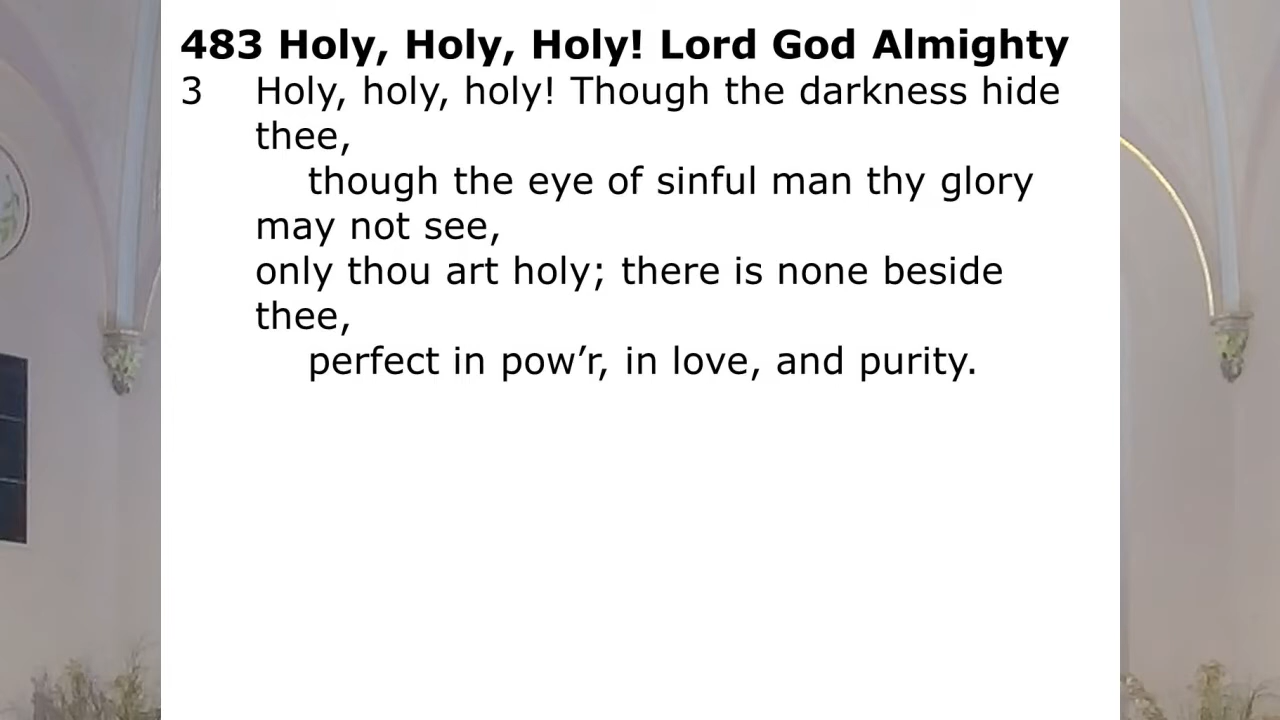 483 Holy, Holy, Holy! Lord God Almighty
3 Holy, holy, holy! Though the darkness hide
thee,
though the eye of sinful man thy glory
may not see,
only thou art holy; there is none beside
thee,
perfect in pow’r, in love, and purity.